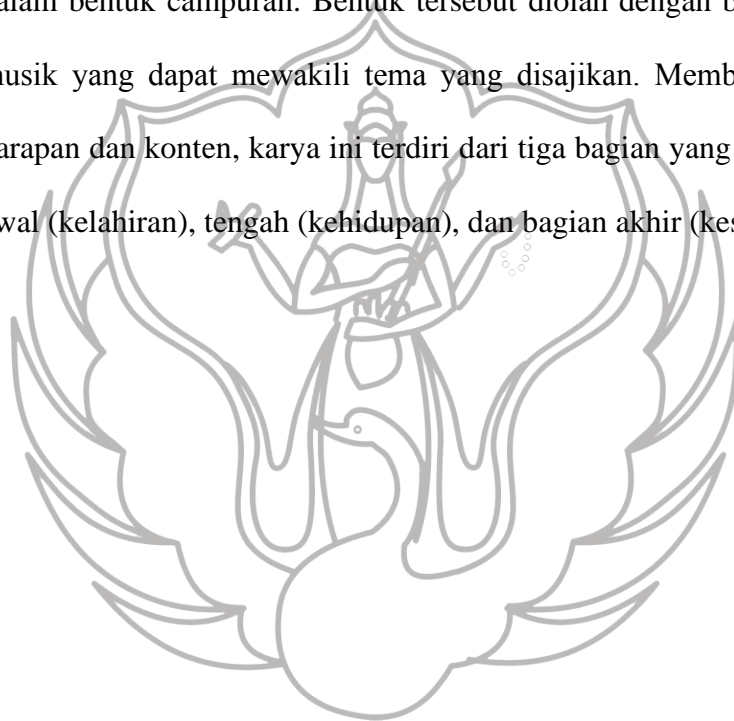 dalam bentuk campuran. Bentuk tersebut diolah dengan b
musik yang dapat mewakili tema yang disajikan. Memb
arapan dan konten, karya ini terdiri dari tiga bagian yang
wal (kelahiran), tengah (kehidupan), dan bagian akhir (kes